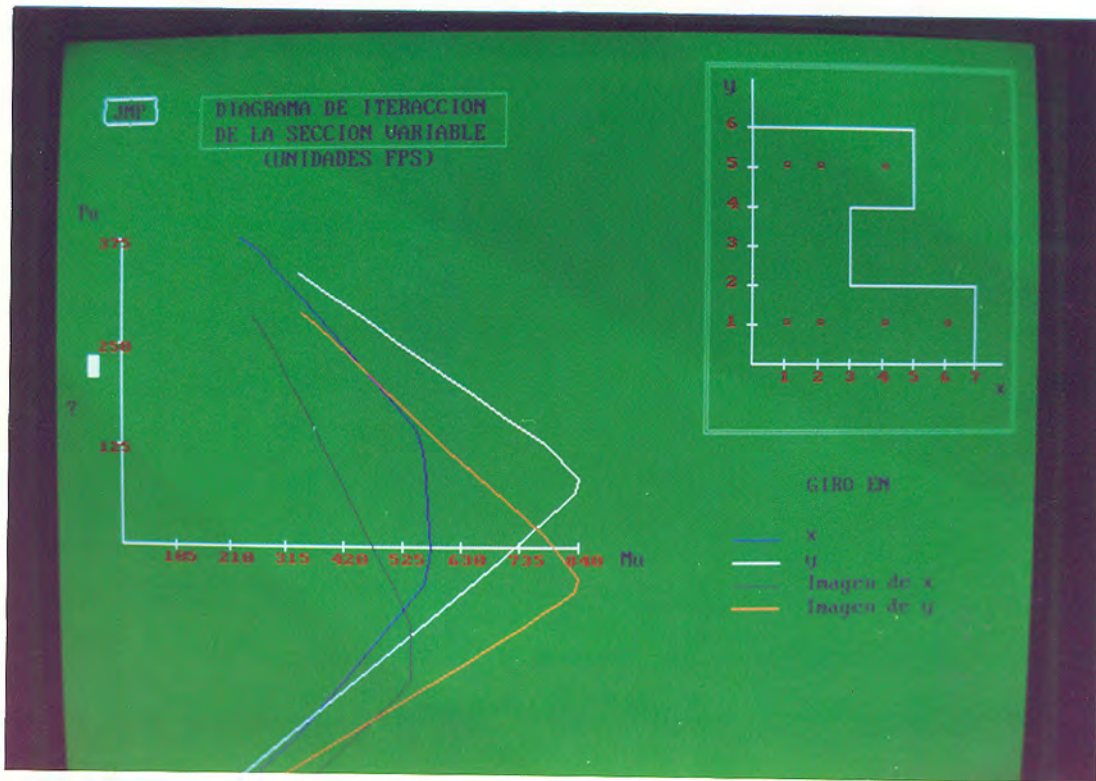 JMP
DIAGRAMA DE ITERACCION
DE LA SECCION VARIABLE
(UNIDADES FPS)
Pu
375
250
?
125
105 210 315 420 525 630 735 840 Mu
y
6
5
4
3
2
1
1 2 3 4 5 6 7
x
GIRO EN
x
y
Imagen de x
Imagen de y